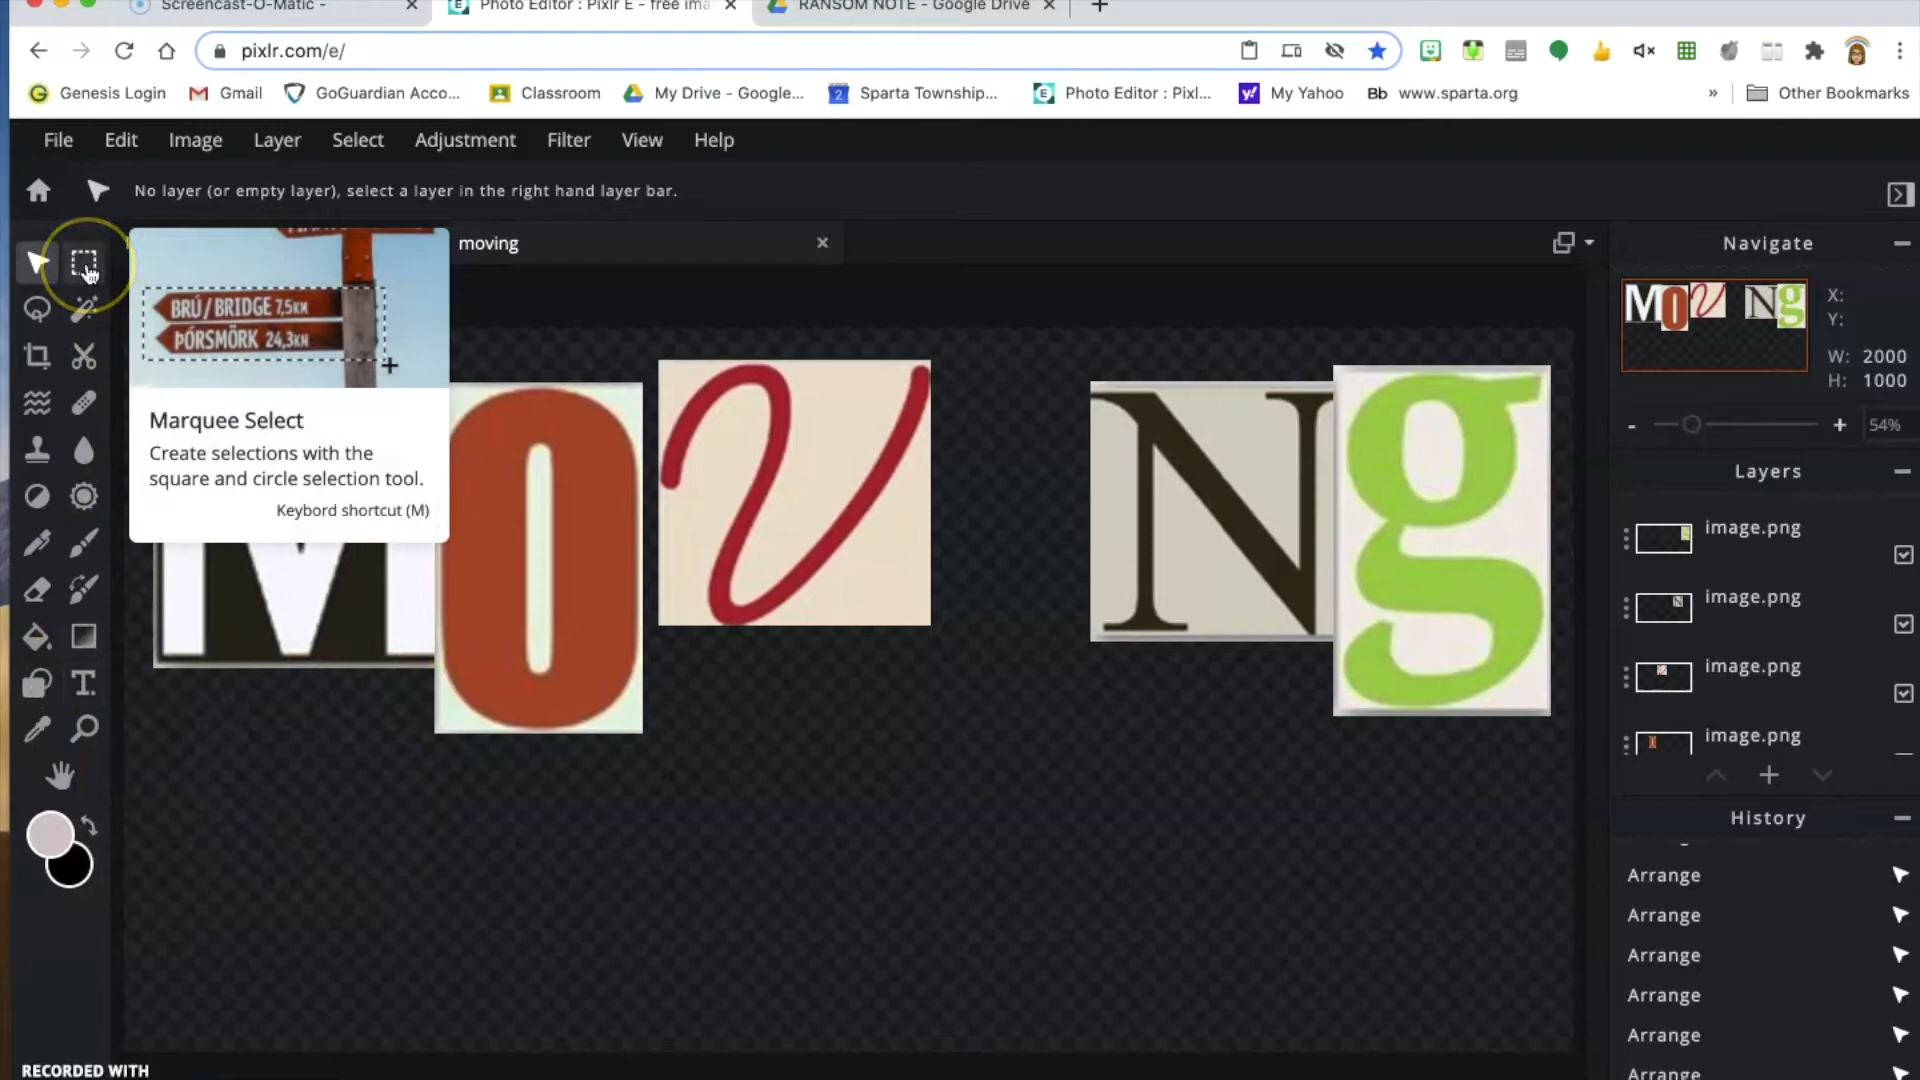 Screencast-O-Matic -
Photo Editor : Pixlr E - free ima
RANSOM NOTE - Google Drive
pixlr.com/e/
Genesis Login
Gmail
GoGuardian Acco...
Classroom
My Drive - Google...
2
Sparta Township...
Photo Editor : Pixl...
My Yahoo
Bb
www.sparta.org
»
Other Bookmarks
File
Edit
Image
Layer
Select
Adjustment
Filter
View
Help
No layer (or empty layer), select a layer in the right hand layer bar.
moving
BRÚ/BRIDGE 7,5KM
ÞÓRSMÖRK 24,3KM
Marquee Select
Create selections with the
square and circle selection tool.
Keybord shortcut (M)
M O V N g
Navigate
M O V N g
X:
Y:
W: 2000
H: 1000
- + 54%
Layers
image.png
image.png
image.png
image.png
History
Arrange
Arrange
Arrange
Arrange
Arrange
Arrange
RECORDED WITH